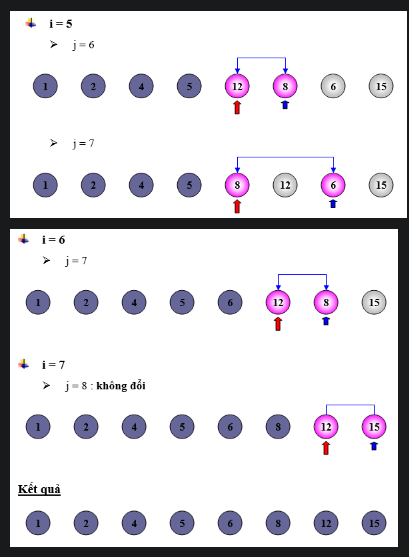 i = 5
j = 6
1 2 4 5 12 8 6 15
j = 7
1 2 4 5 8 12 6 15
i = 6
j = 7
1 2 4 5 6 12 8 15
i = 7
j = 8 : không đổi
1 2 4 5 6 8 12 15
Kết quả
1 2 4 5 6 8 12 15